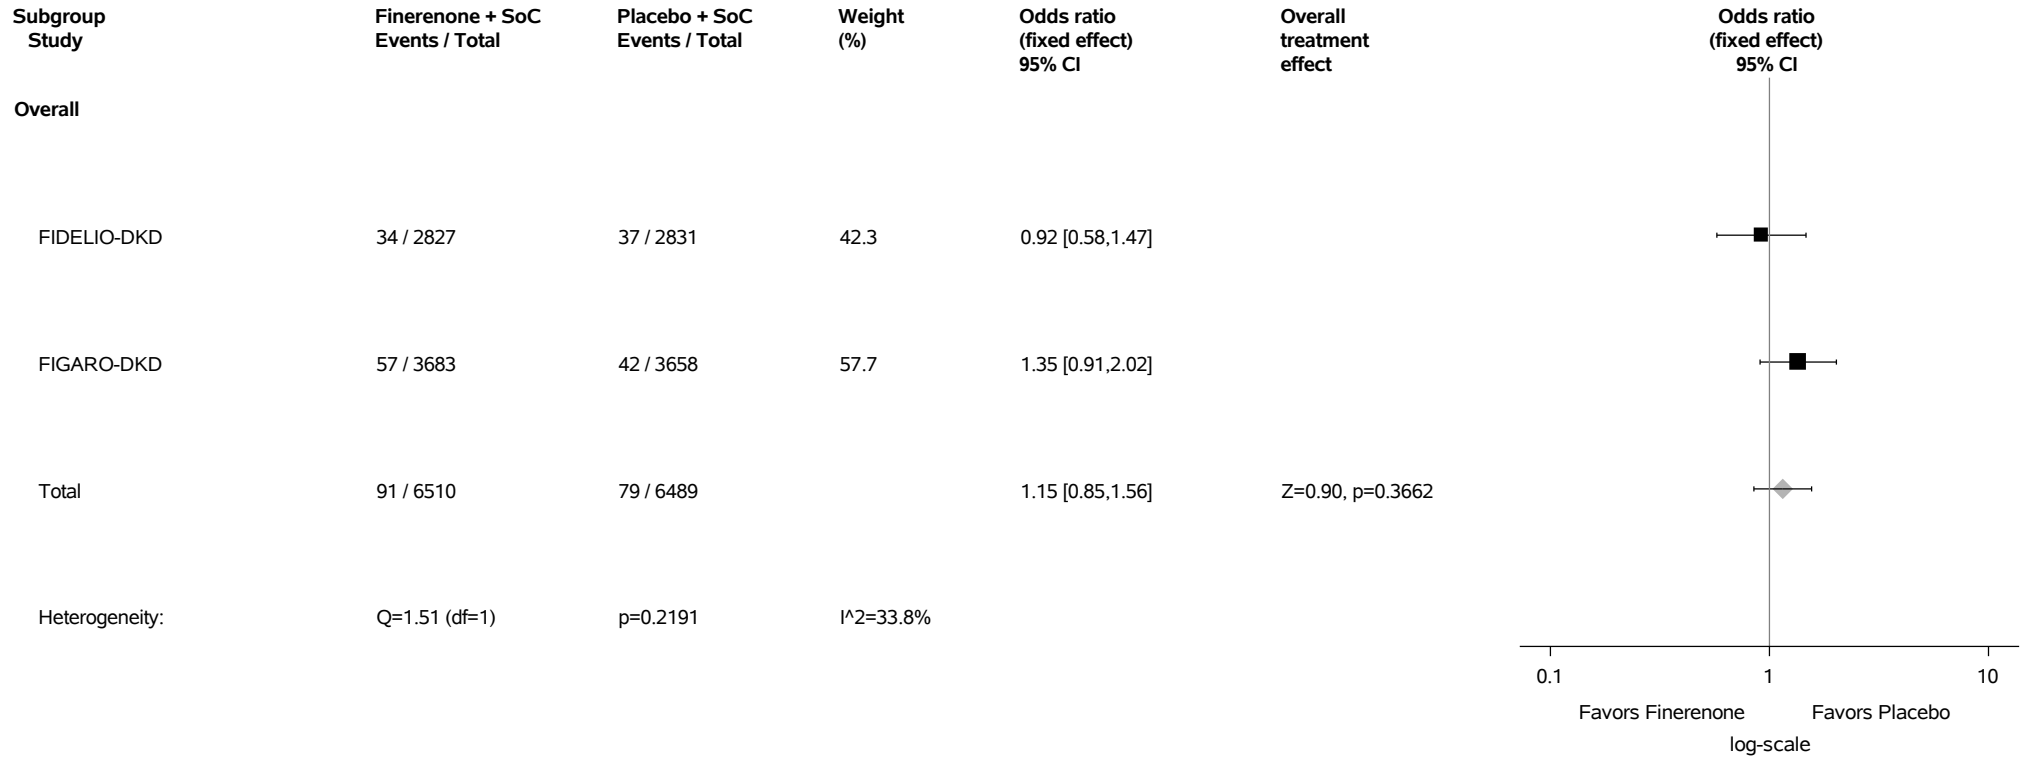 Subgroup Finerenone + SoC Placebo + SoC Weight Odds ratio Overall Odds ratio
Study Events / Total Events / Total (%) (fixed effect) treatment (fixed effect)
95% CI effect 95% CI
Overall
FIDELIO-DKD 34 / 2827 37 / 2831 42.3 0.92 [0.58,1.47]
FIGARO-DKD 57 / 3683 42 / 3658 57.7 1.35 [0.91,2.02]
Total 91 / 6510 79 / 6489 1.15 [0.85,1.56] Z=0.90, p=0.3662
Heterogeneity: Q=1.51 (df=1) p=0.2191 I^2=33.8%
0.1 1 10
Favors Finerenone Favors Placebo
log-scale